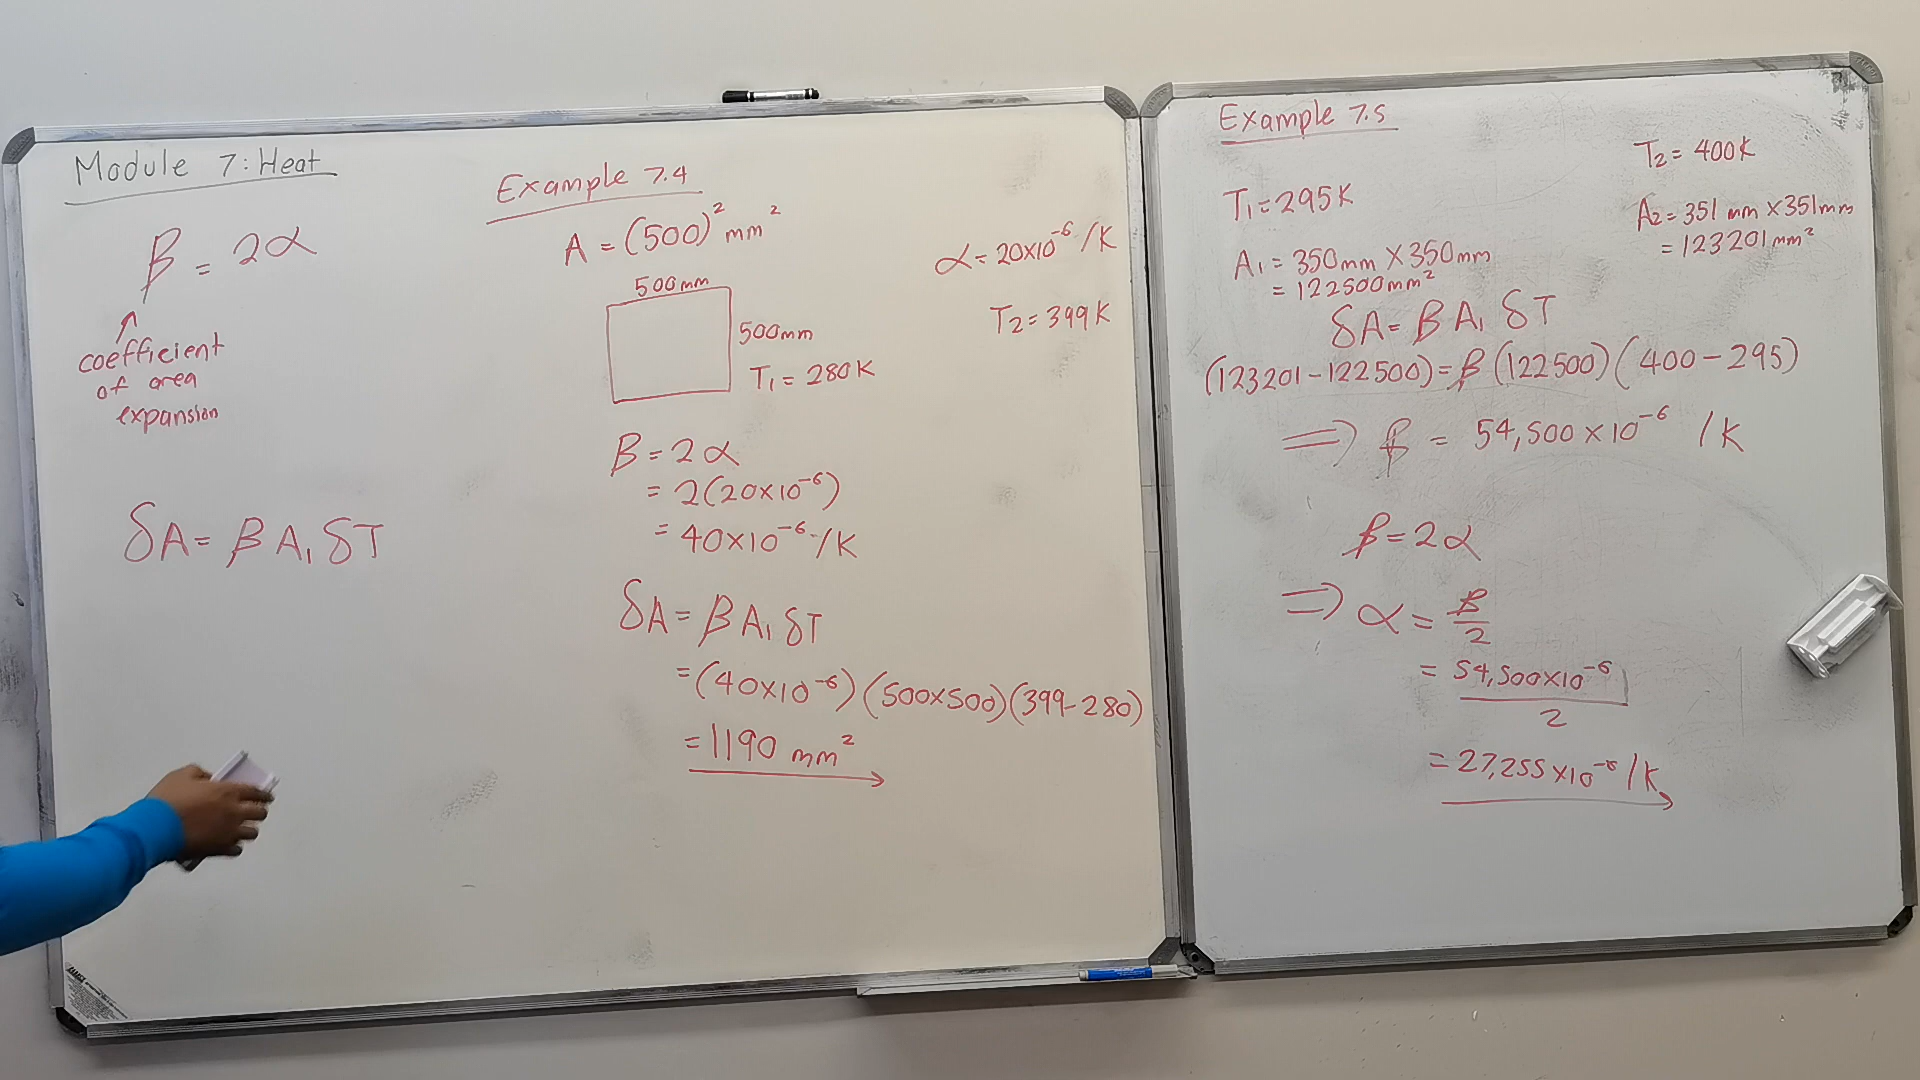 Module 7: Heat
β = 2α
coefficient
of area
expansion
δA = β A₁ δT
Example 7.4
A = (500)² mm²
500mm
500mm
T₁ = 280K
α = 20×10⁻⁶ /K
T₂ = 399K
β = 2α
= 2(20×10⁻⁶)
= 40×10⁻⁶ /K
δA = β A₁ δT
= (40×10⁻⁶)(500×500)(399-280)
= 1190 mm²
Example 7.5
T₁ = 295K
A₁ = 350mm × 350mm
= 122500mm²
T₂ = 400K
A₂ = 351 mm × 351mm
= 123201mm²
δA = β A₁ δT
(123201-122500) = β (122500)(400-295)
⇒ β = 54,500×10⁻⁶ /K
β = 2α
⇒ α = β/2
= 54,500×10⁻⁶/2
= 27,255×10⁻⁶ /K